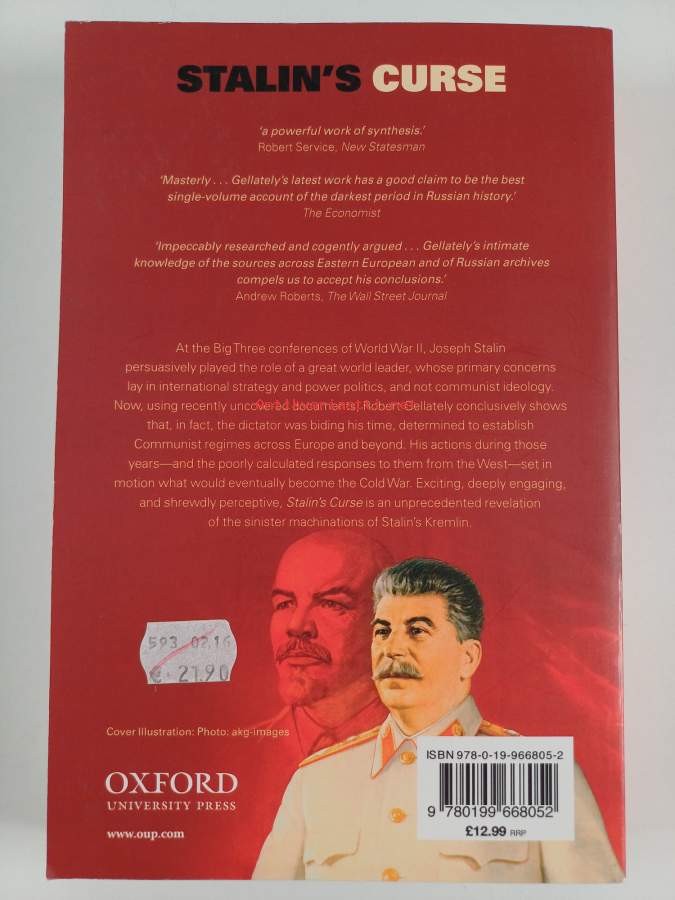 STALIN'S CURSE
'a powerful work of synthesis.'
Robert Service, New Statesman
'Masterly . . . Gellately's latest work has a good claim to be the best
single-volume account of the darkest period in Russian history.'
The Economist
'Impeccably researched and cogently argued . . . Gellately's intimate
knowledge of the sources across Eastern European and of Russian archives
compels us to accept his conclusions.'
Andrew Roberts, The Wall Street Journal
At the Big Three conferences of World War II, Joseph Stalin
persuasively played the role of a great world leader, whose primary concerns
lay in international strategy and power politics, and not communist ideology.
Now, using recently uncovered documents, Robert Gellately conclusively shows
that, in fact, the dictator was biding his time, determined to establish
Communist regimes across Europe and beyond. His actions during those
years—and the poorly calculated responses to them from the West—set in
motion what would eventually become the Cold War. Exciting, deeply engaging,
and shrewdly perceptive, Stalin's Curse is an unprecedented revelation
of the sinister machinations of Stalin's Kremlin.
593 02.16
€ 21.90
Cover Illustration: Photo: akg-images
OXFORD
UNIVERSITY PRESS
www.oup.com
ISBN 978-0-19-966805-2
9 780199 668052
£12.99 RRP